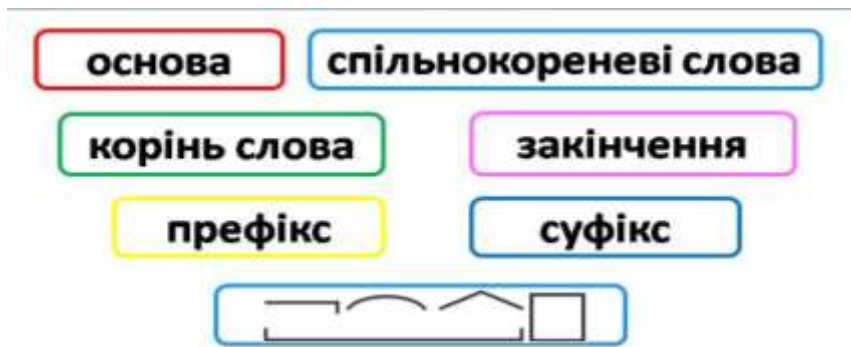 основа спільнокореневі слова
корінь слова закінчення
префікс суфікс